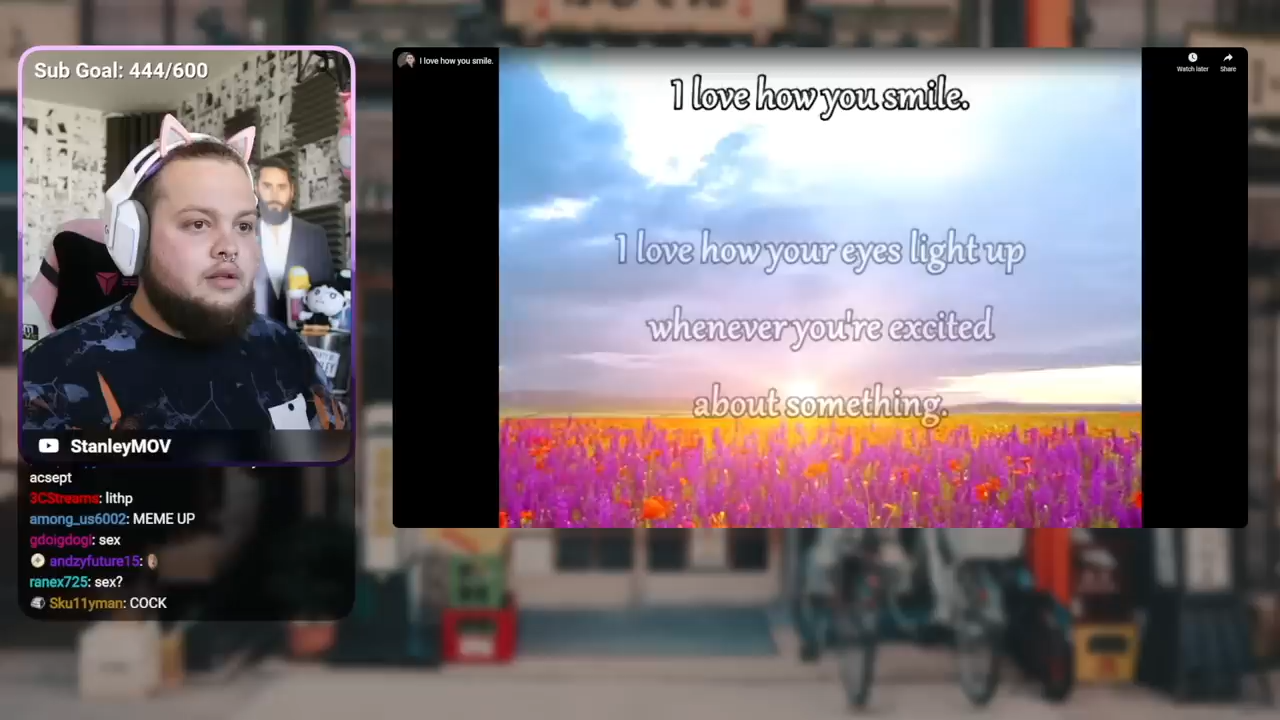 Sub Goal: 444/600
StanleyMOV
acsept
3CStreams: lithp
among_us6002: MEME UP
gdoigdogl: sex
andzyfuture15:
ranex725: sex?
Sku11yman: COCK
I love how you smile.
Watch later
Share
I love how you smile.
I love how your eyes light up
whenever you're excited
about something.